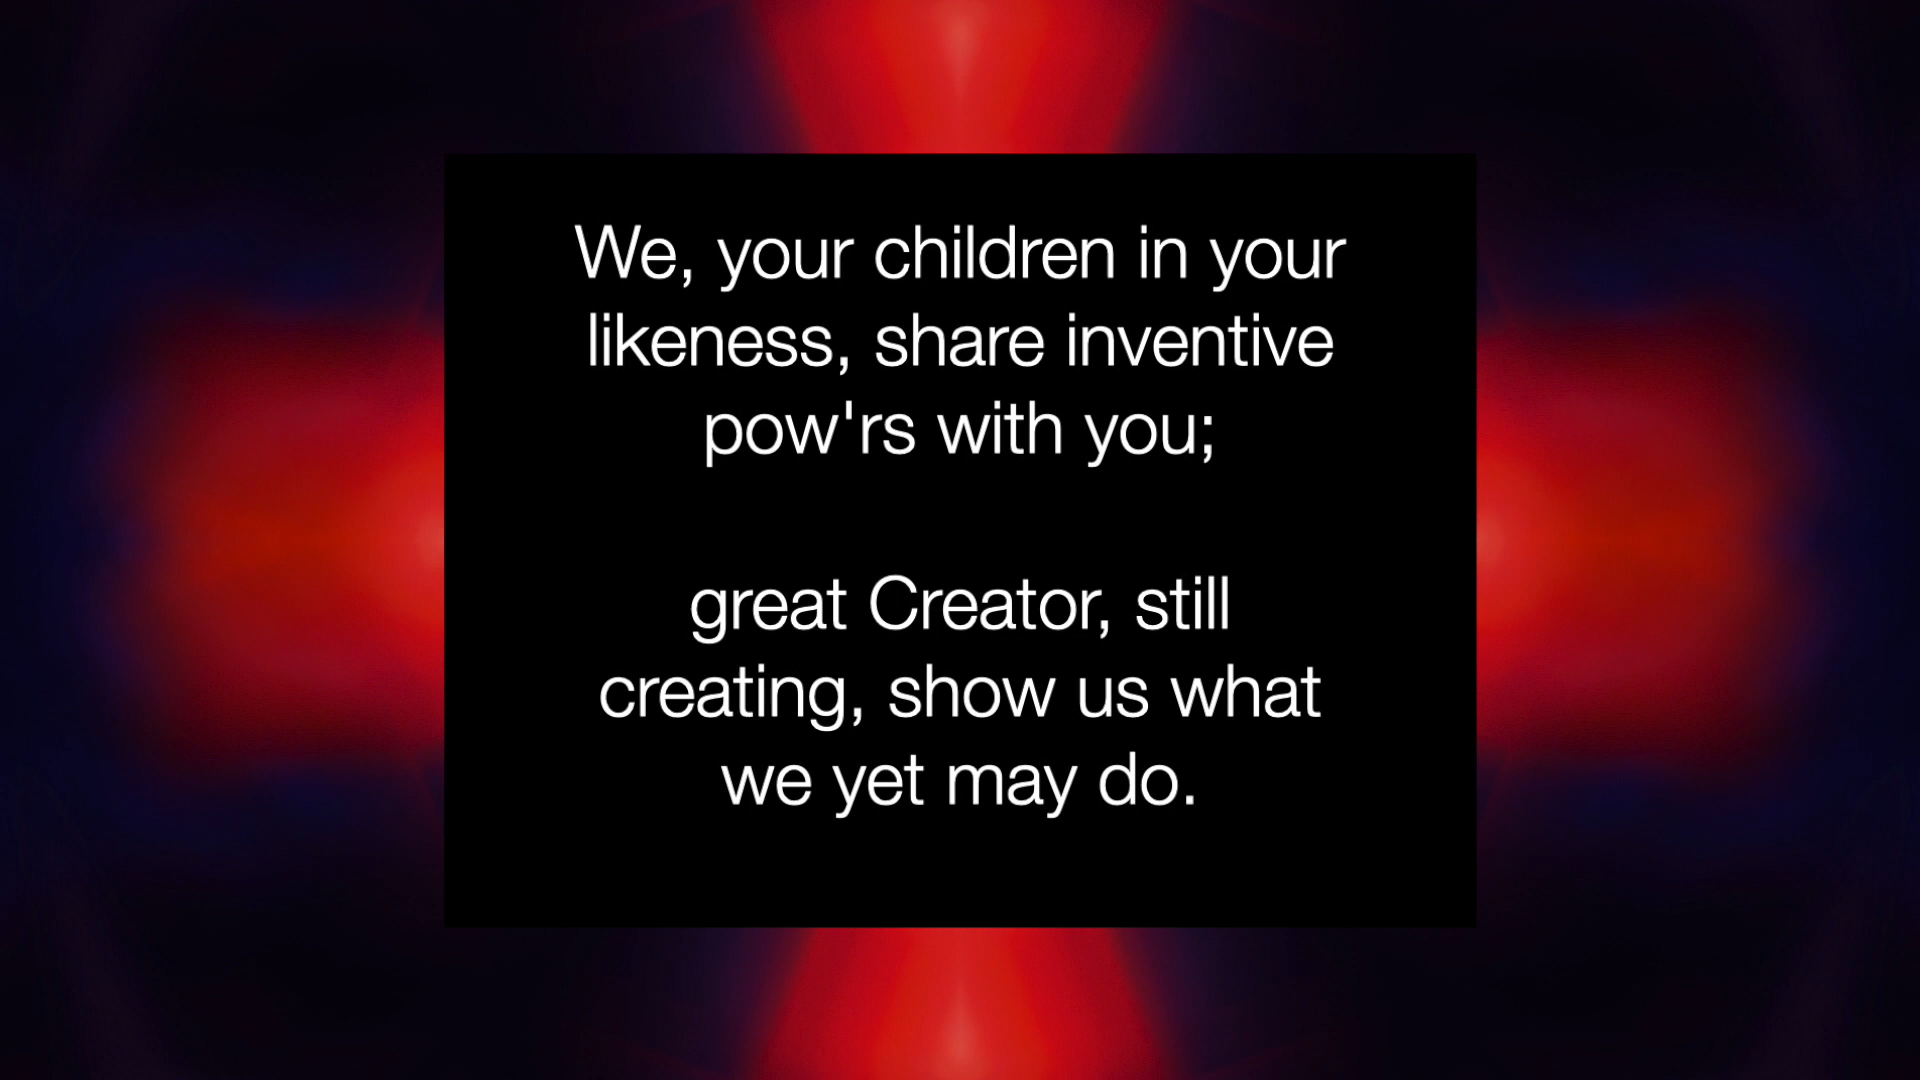 We, your children in your
likeness, share inventive
pow'rs with you;
great Creator, still
creating, show us what
we yet may do.